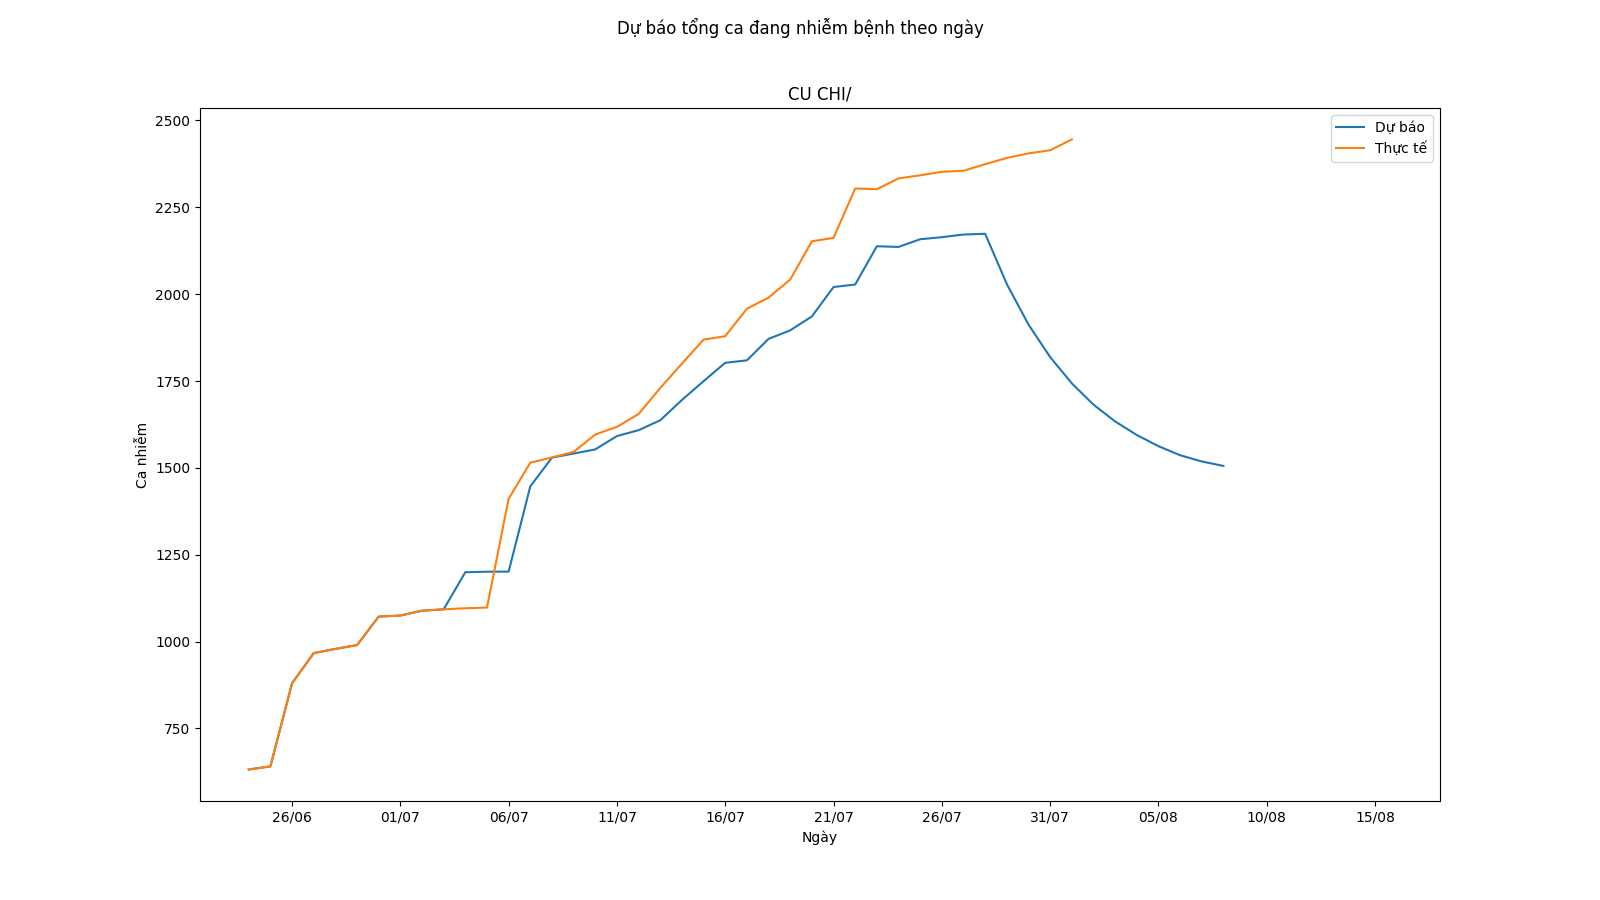 Dự báo tổng ca đang nhiễm bệnh theo ngày
CU CHI/
Dự báo
Thực tế
2500
2250
2000
1750
1500
1250
1000
750
Ca nhiễm
26/06 01/07 06/07 11/07 16/07 21/07 26/07 31/07 05/08 10/08 15/08
Ngày